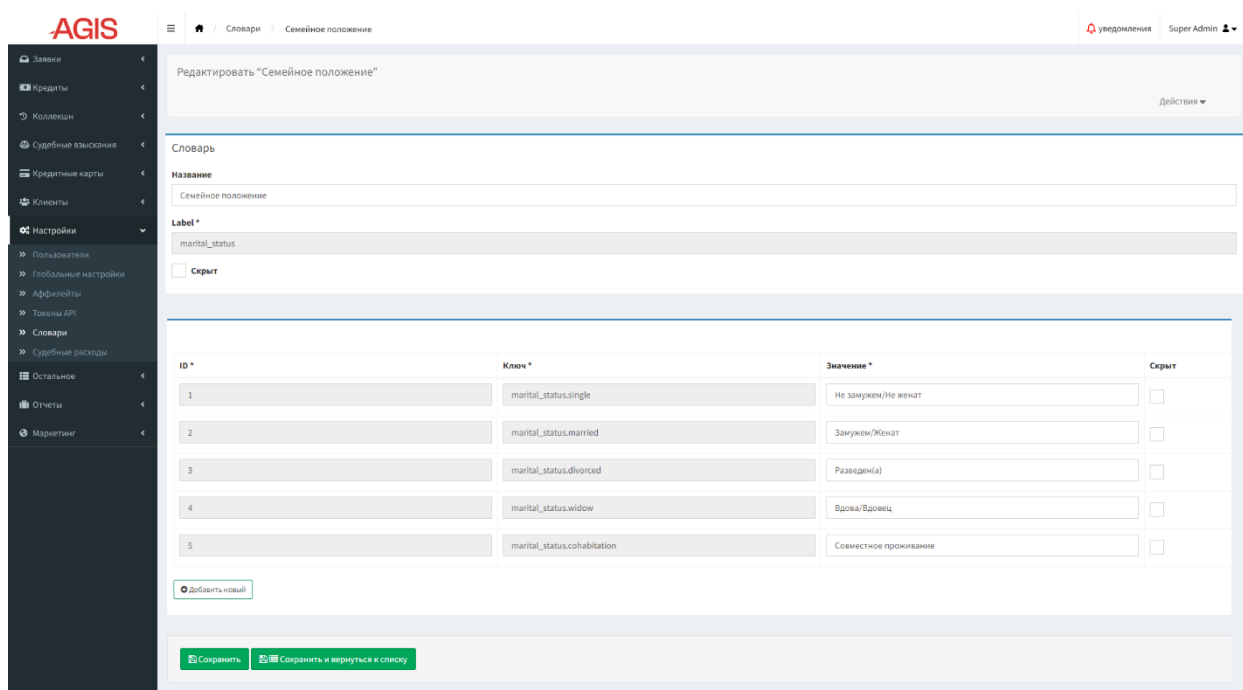 AGIS
Словари / Семейное положение
уведомления
Super Admin
Заявки
Кредиты
Коллекшн
Судебные взыскания
Кредитные карты
Клиенты
Настройки
Пользователи
Глобальные настройки
Аффилейты
Токены API
Словари
Судебные расходы
Остальное
Отчеты
Маркетинг
Редактировать "Семейное положение"
Действия
Словарь
Название
Семейное положение
Label *
marital_status
Скрыт
ID * Ключ * Значение * Скрыт
1 marital_status.single Не замужем/Не женат
2 marital_status.married Замужем/Женат
3 marital_status.divorced Разведен(а)
4 marital_status.widow Вдова/Вдовец
5 marital_status.cohabitation Совместное проживание
Добавить новый
Сохранить
Сохранить и вернуться к списку